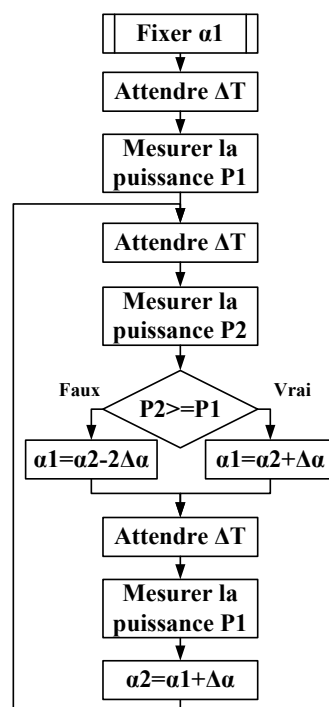 Fixer α1
Attendre ΔT
Mesurer la
puissance P1
Attendre ΔT
Mesurer la
puissance P2
Faux
Vrai
P2>=P1
α1=α2-2Δα
α1=α2+Δα
Attendre ΔT
Mesurer la
puissance P1
α2=α1+Δα